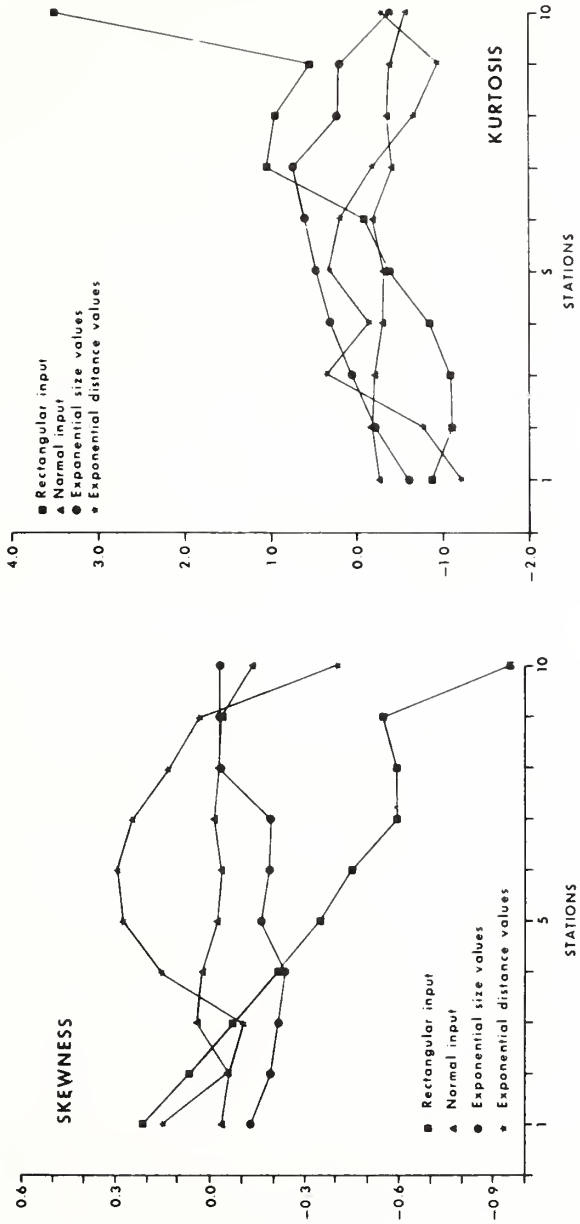 SKEWNESS
0.6
0.3
0.0
-0.3
-0.6
-0.9
Rectangular input
Normal input
Exponential size values
Exponential distance values
1
5
10
STATIONS
4.0
3.0
2.0
1 0
0.0
-1 0
-2.0
Rectangular input
Normal input
Expanential size values
Exponential distance values
KURTOSIS
1
5
10
STATIONS